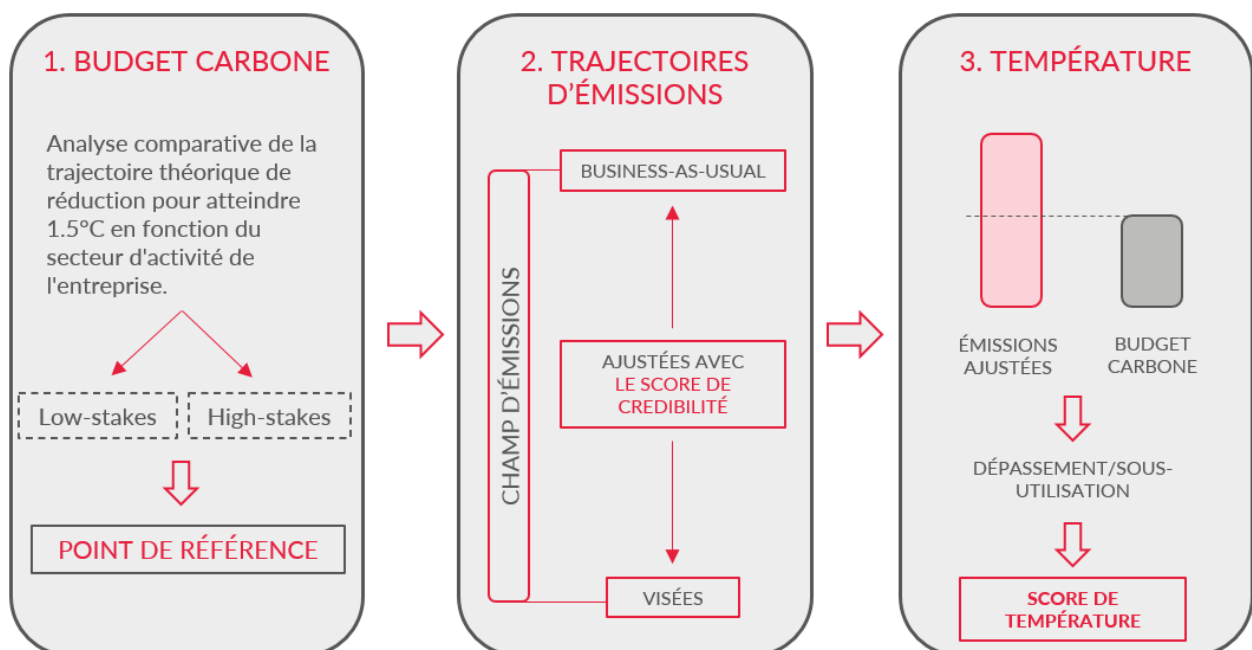 1. BUDGET CARBONE
Analyse comparative de la
trajectoire théorique de
réduction pour atteindre
1.5°C en fonction du
secteur d'activité de
l'entreprise.
Low-stakes
High-stakes
POINT DE RÉFÉRENCE
2. TRAJECTOIRES
D'ÉMISSIONS
CHAMP D'ÉMISSIONS
BUSINESS-AS-USUAL
AJUSTÉES AVEC
LE SCORE DE
CREDIBILITÉ
VISÉES
3. TEMPÉRATURE
ÉMISSIONS
AJUSTÉES
BUDGET
CARBONE
DÉPASSEMENT/SOUS-
UTILISATION
SCORE DE
TEMPÉRATURE